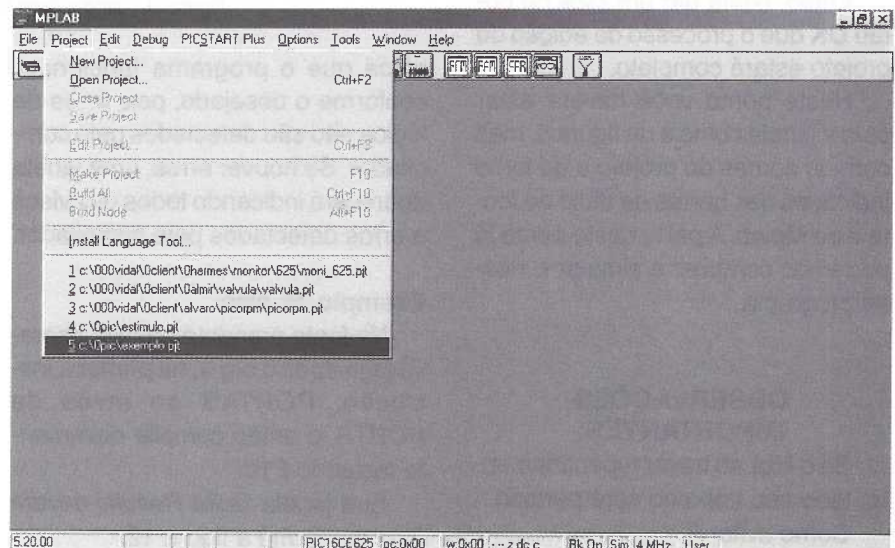 MPLAB
File Project Edit Debug PICSTART Plus Options Tools Window Help
New Project...
Open Project... Ctrl+F2
Close Project
Save Project
Edit Project... Ctrl+F3
Make Project F10
Build All Ctrl+F10
Build Node Alt+F10
Install Language Tool...
1 c:\000vidal\0client\0hermes\monitor\625\moni_625.pjt
2 c:\000vidal\0client\0almir\valvula\valvula.pjt
3 c:\000vidal\0client\alvaro\picorpm\picorpm.pjt
4 c:\0pic\estimulo.pjt
5 c:\0pic\exemplo.pjt
5.20.00 PIC16CE625 pc:0x00 w:0x00 -- z dc c Bk On Sim 4 MHz User